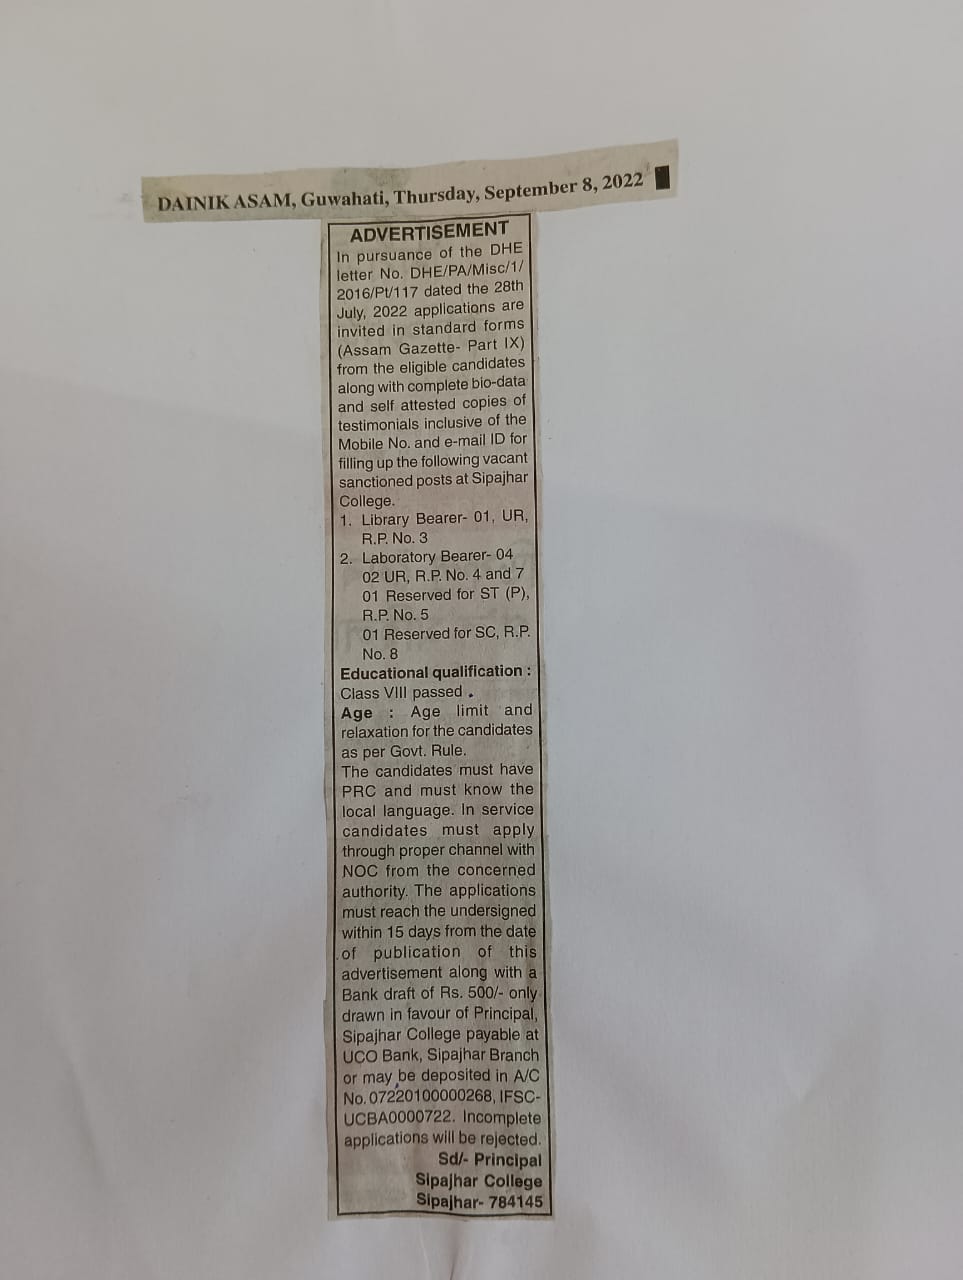 DAINIK ASAM, Guwahati, Thursday, September 8, 2022
ADVERTISEMENT
In pursuance of the DHE
letter No. DHE/PA/Misc/1/
2016/Pt/117 dated the 28th
July, 2022 applications are
invited in standard forms
(Assam Gazette- Part IX)
from the eligible candidates
along with complete bio-data
and self attested copies of
testimonials inclusive of the
Mobile No. and e-mail ID for
filling up the following vacant
sanctioned posts at Sipajhar
College.
1. Library Bearer- 01, UR,
R.P. No. 3
2. Laboratory Bearer- 04
02 UR, R.P. No. 4 and 7
01 Reserved for ST (P),
R.P. No. 5
01 Reserved for SC, R.P.
No. 8
Educational qualification :
Class VIII passed .
Age : Age limit and
relaxation for the candidates
as per Govt. Rule.
The candidates must have
PRC and must know the
local language. In service
candidates must apply
through proper channel with
NOC from the concerned
authority. The applications
must reach the undersigned
within 15 days from the date
of publication of this
advertisement along with a
Bank draft of Rs. 500/- only
drawn in favour of Principal,
Sipajhar College payable at
UCO Bank, Sipajhar Branch
or may be deposited in A/C
No. 07220100000268, IFSC-
UCBA0000722. Incomplete
applications will be rejected.
Sd/- Principal
Sipajhar College
Sipajhar- 784145